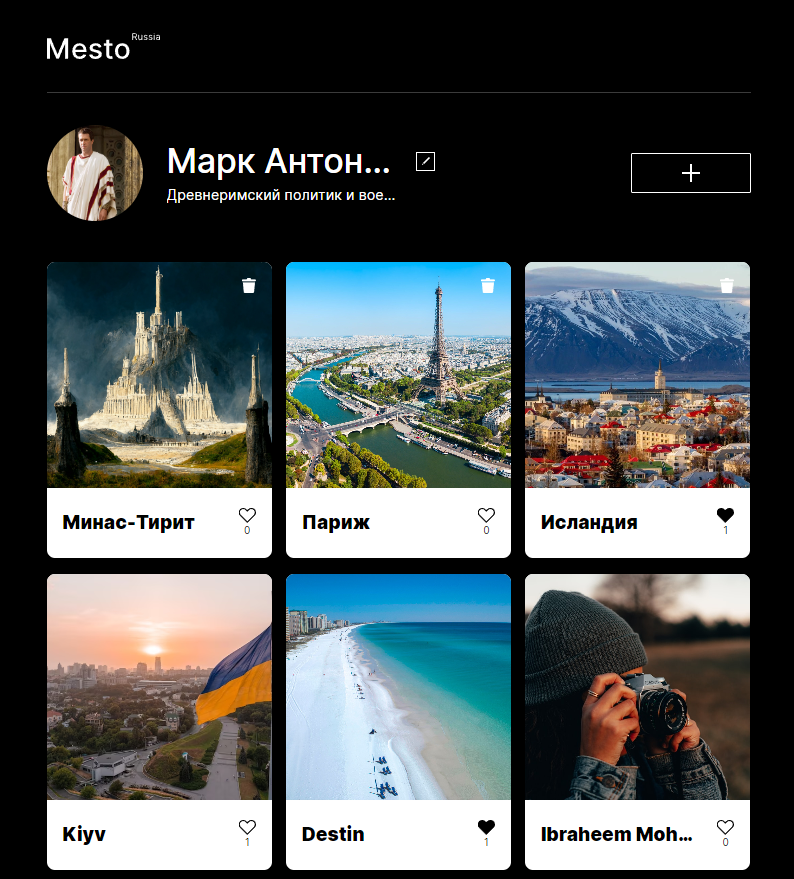 Mesto Russia
Марк Антон...
Древнеримский политик и вое...
Минас-Тирит
0
Париж
0
Исландия
1
Kiyv
1
Destin
1
Ibraheem Moh...
0